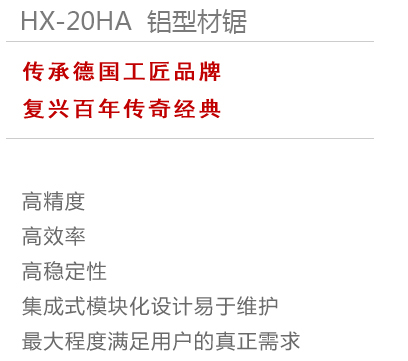 HX-20HA 铝型材锯
传承德国工匠品牌
复兴百年传奇经典
高精度
高效率
高稳定性
集成式模块化设计易于维护
最大程度满足用户的真正需求